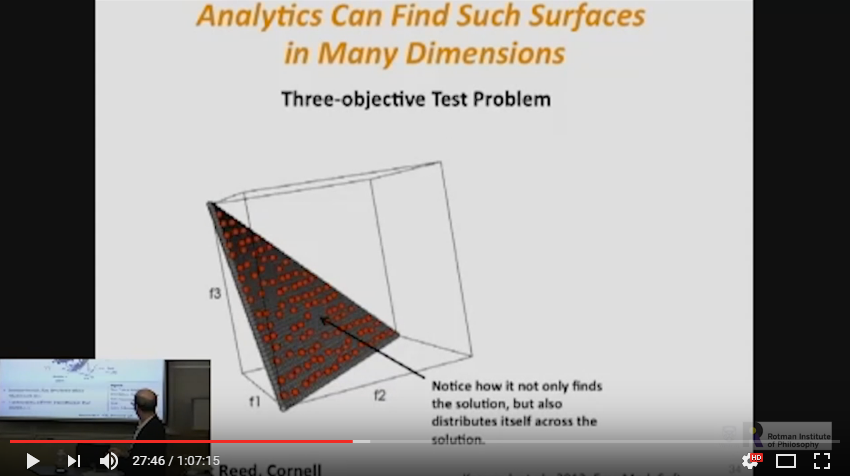 Analytics Can Find Such Surfaces
in Many Dimensions
Three-objective Test Problem
f3
f1
f2
Notice how it not only finds
the solution, but also
distributes itself across the
solution.
Rotman Institute
of Philosophy
Reed, Cornell
27:46 / 1:07:15
HD